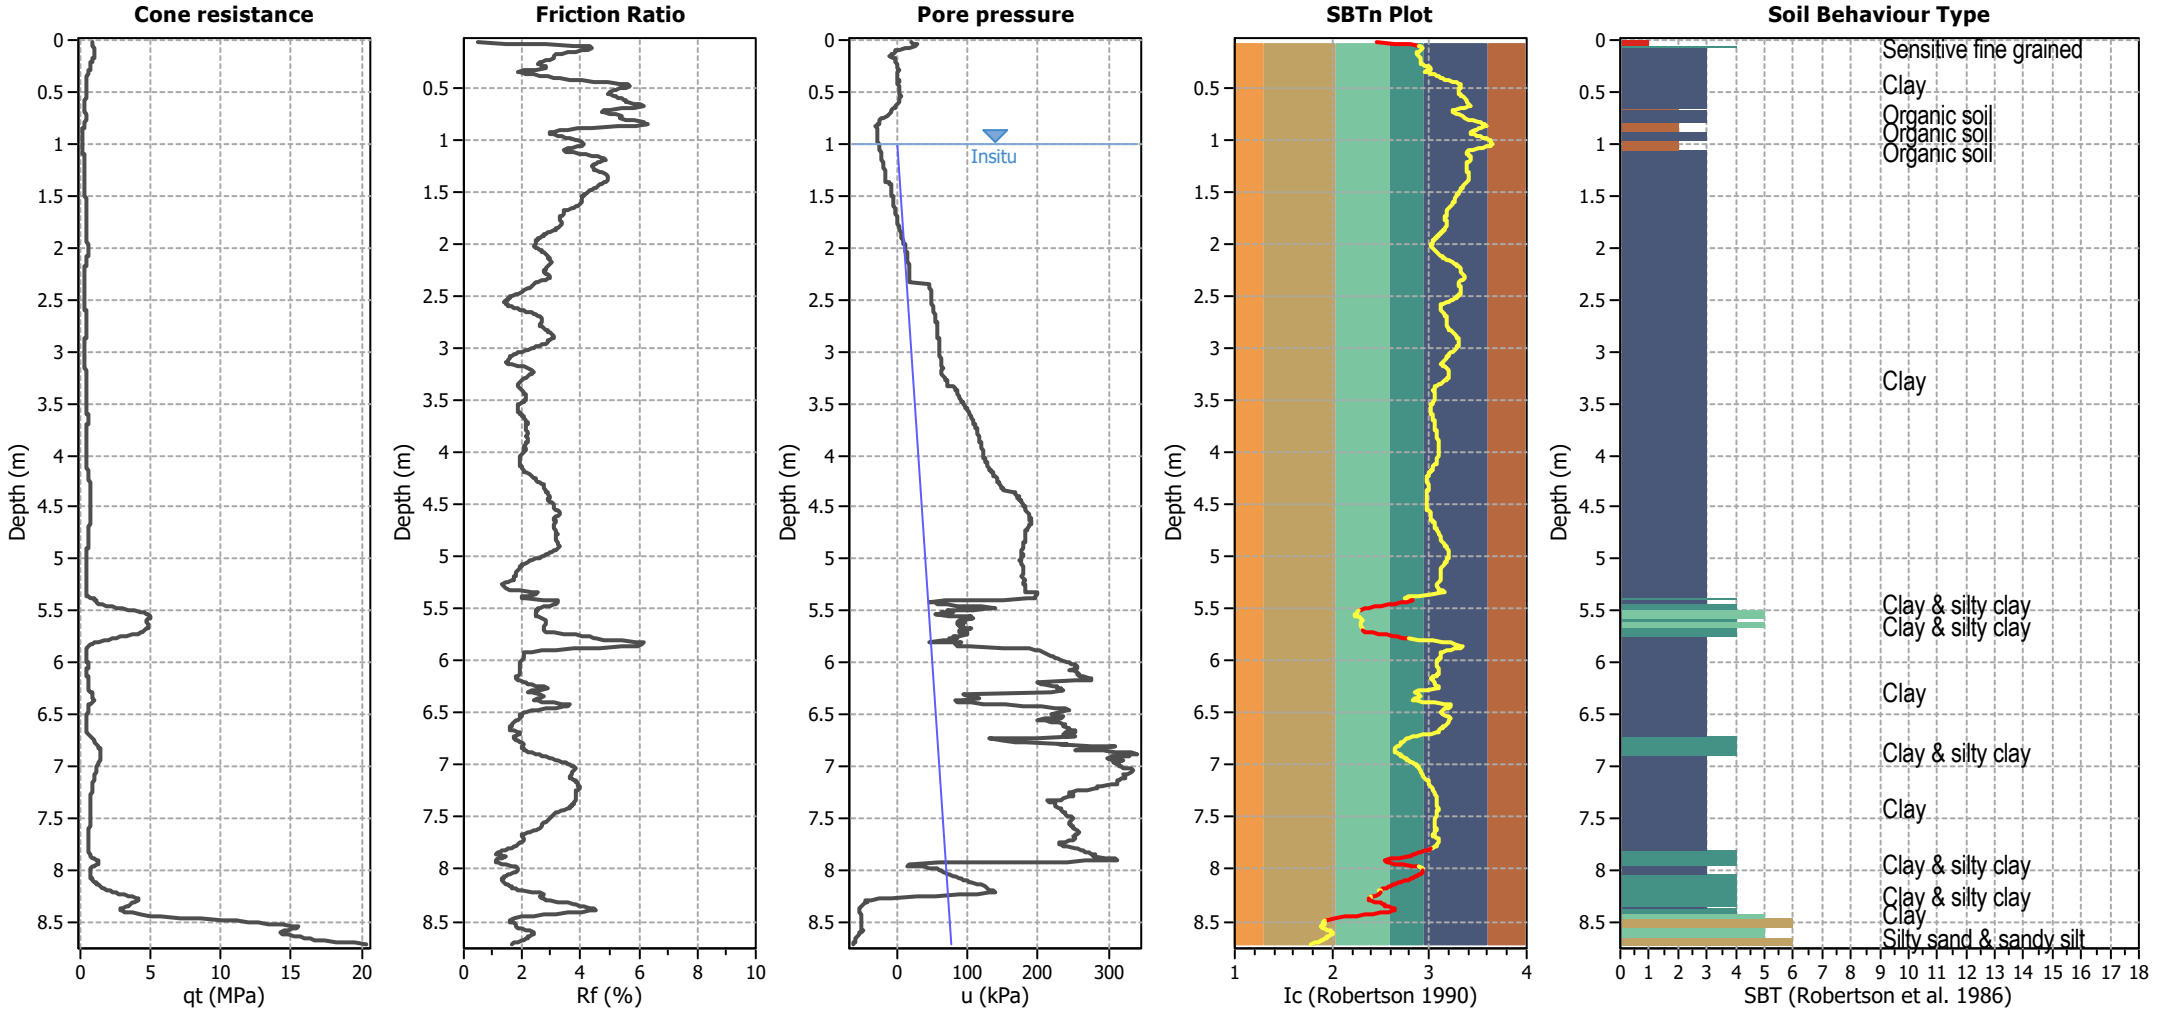 Cone resistance
0
0.5
1
1.5
2
2.5
3
3.5
4
4.5
5
5.5
6
6.5
7
7.5
8
8.5
Depth (m)
0 5 10 15 20
qt (MPa)
Friction Ratio
0.5
1
1.5
2
2.5
3
3.5
4
4.5
5
5.5
6
6.5
7
7.5
8
8.5
Depth (m)
0 2 4 6 8 10
Rf (%)
Pore pressure
0
0.5
1
1.5
2
2.5
3
3.5
4
4.5
5
5.5
6
6.5
7
7.5
8
8.5
Depth (m)
Insitu
0 100 200 300
u (kPa)
SBTn Plot
0.5
1
1.5
2
2.5
3
3.5
4
4.5
5
5.5
6
6.5
7
7.5
8
8.5
Depth (m)
1 2 3 4
Ic (Robertson 1990)
Soil Behaviour Type
0
0.5
1
1.5
2
2.5
3
3.5
4
4.5
5
5.5
6
6.5
7
7.5
8
8.5
Depth (m)
Sensitive fine grained
Clay
Organic soil
Organic soil
Organic soil
Clay
Clay & silty clay
Clay & silty clay
Clay
Clay & silty clay
Clay
Clay & silty clay
Clay & silty clay
Clay
Silty sand & sandy silt
0 1 2 3 4 5 6 7 8 9 10 11 12 13 14 15 16 17 18
SBT (Robertson et al. 1986)